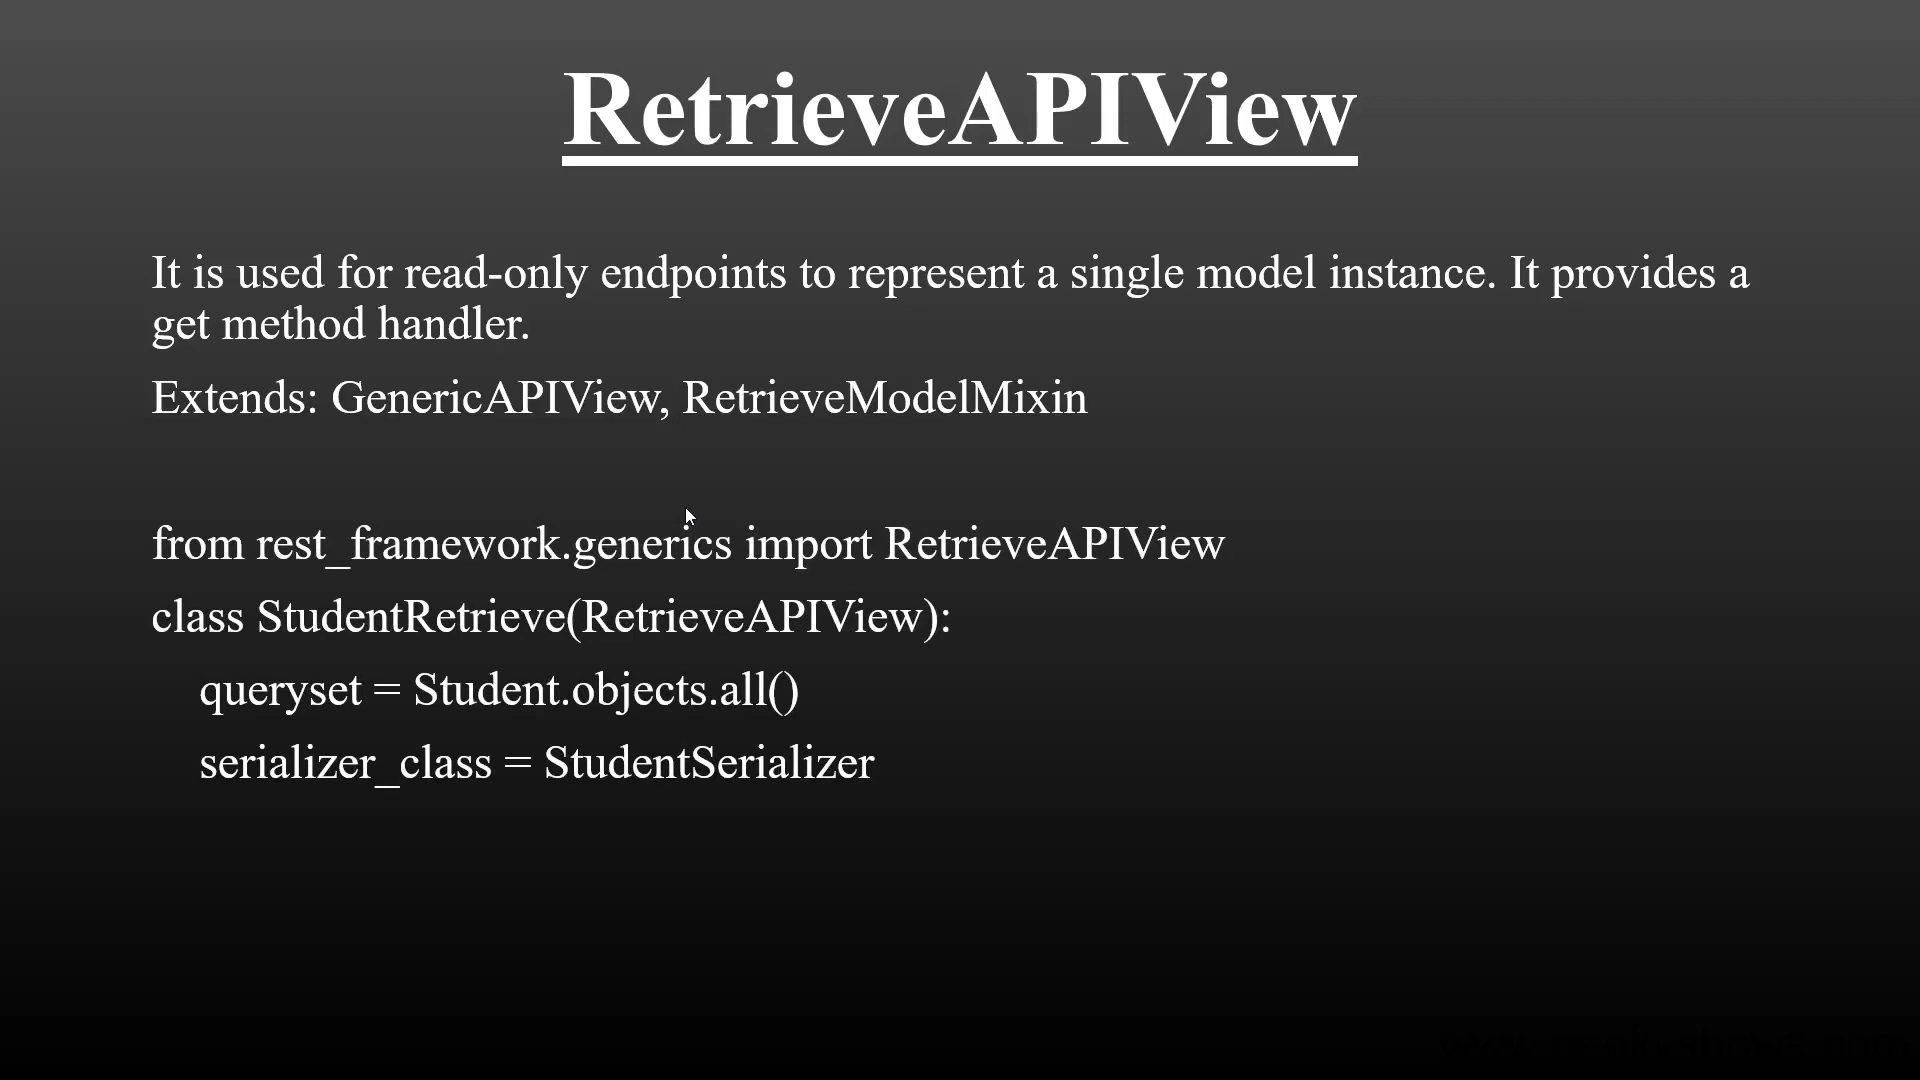 RetrieveAPIView
It is used for read-only endpoints to represent a single model instance. It provides a
get method handler.
Extends: GenericAPIView, RetrieveModelMixin
from rest_framework.generics import RetrieveAPIView
class StudentRetrieve(RetrieveAPIView):
queryset = Student.objects.all()
serializer_class = StudentSerializer